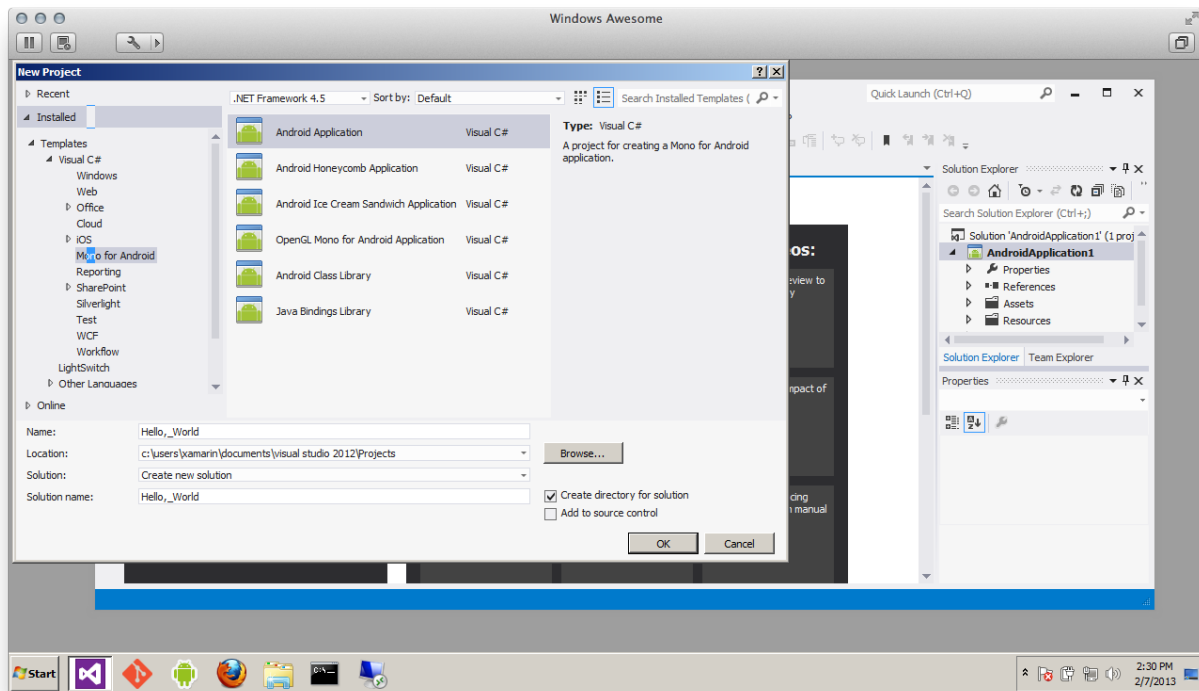 Windows Awesome
New Project
Quick Launch (Ctrl+Q)
Recent
.NET Framework 4.5
Sort by: Default
Search Installed Templates (
Installed
Templates
Visual C#
Windows
Web
Office
Cloud
iOS
Mono for Android
Reporting
SharePoint
Silverlight
Test
WCF
Workflow
LightSwitch
Other Languages
Online
Android Application Visual C#
Android Honeycomb Application Visual C#
Android Ice Cream Sandwich Application Visual C#
OpenGL Mono for Android Application Visual C#
Android Class Library Visual C#
Java Bindings Library Visual C#
Type: Visual C#
A project for creating a Mono for Android
application.
Name: Hello,_World
Location: c:\users\xamarin\documents\visual studio 2012\Projects
Browse...
Solution: Create new solution
Solution name: Hello,_World
Create directory for solution
Add to source control
OK Cancel
os:
eview to
y
mpact of
cing
manual
Solution Explorer
Search Solution Explorer (Ctrl+;)
Solution 'AndroidApplication1' (1 proj
AndroidApplication1
Properties
References
Assets
Resources
Solution Explorer Team Explorer
Properties
Start
C:\_
2:30 PM
2/7/2013